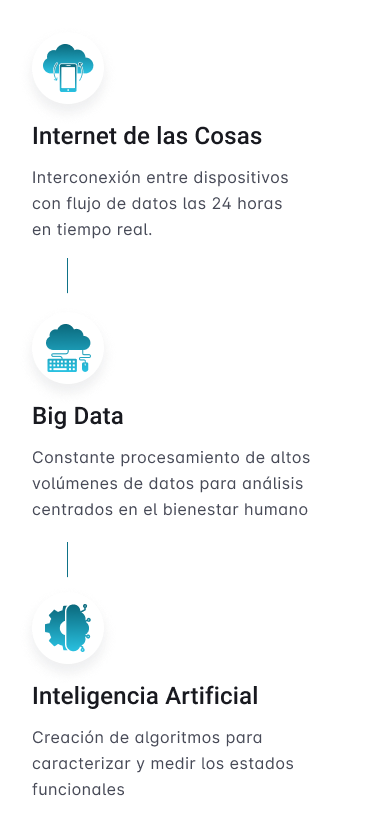 Internet de las Cosas
Interconexión entre dispositivos
con flujo de datos las 24 horas
en tiempo real.
Big Data
Constante procesamiento de altos
volúmenes de datos para análisis
centrados en el bienestar humano
Inteligencia Artificial
Creación de algoritmos para
caracterizar y medir los estados
funcionales